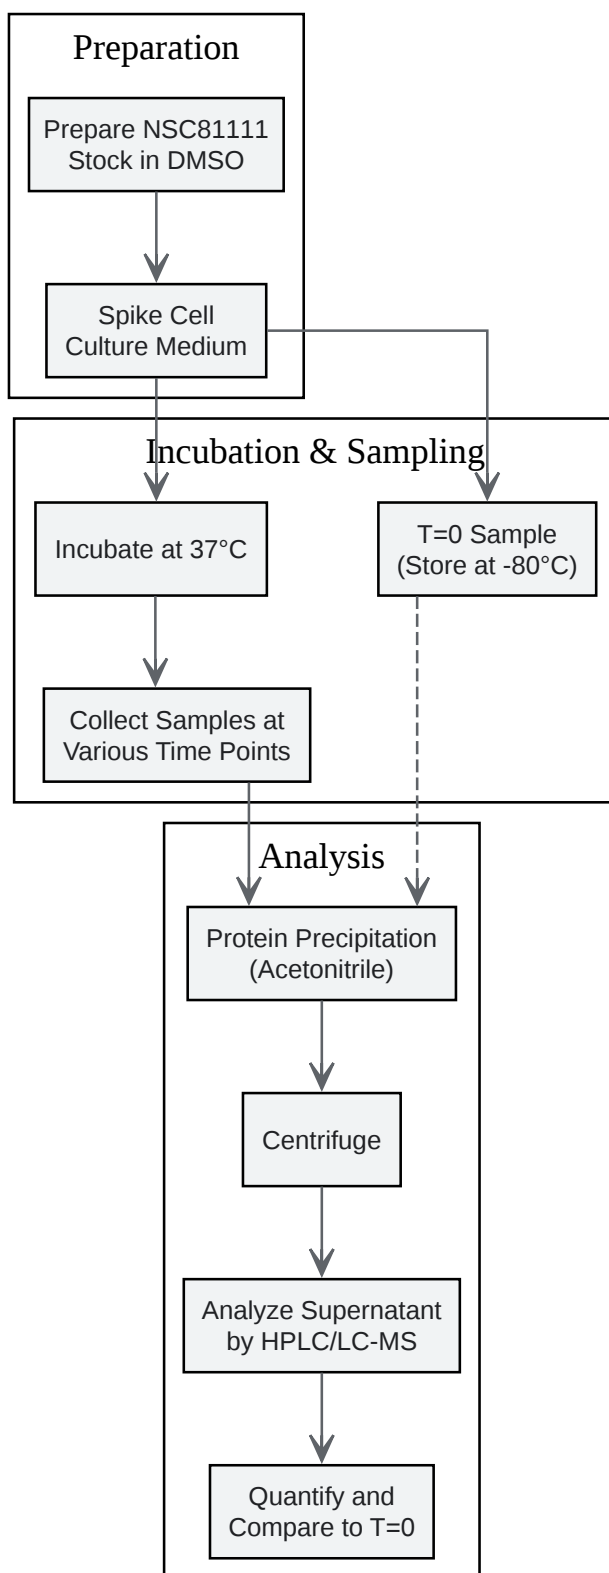 Preparation
Prepare NSC81111
Stock in DMSO
Spike Cell
Culture Medium
Incubation & Sampling
Incubate at 37°C
T=0 Sample
(Store at -80°C)
Collect Samples at
Various Time Points
Analysis
Protein Precipitation
(Acetonitrile)
Centrifuge
Analyze Supernatant
by HPLC/LC-MS
Quantify and
Compare to T=0